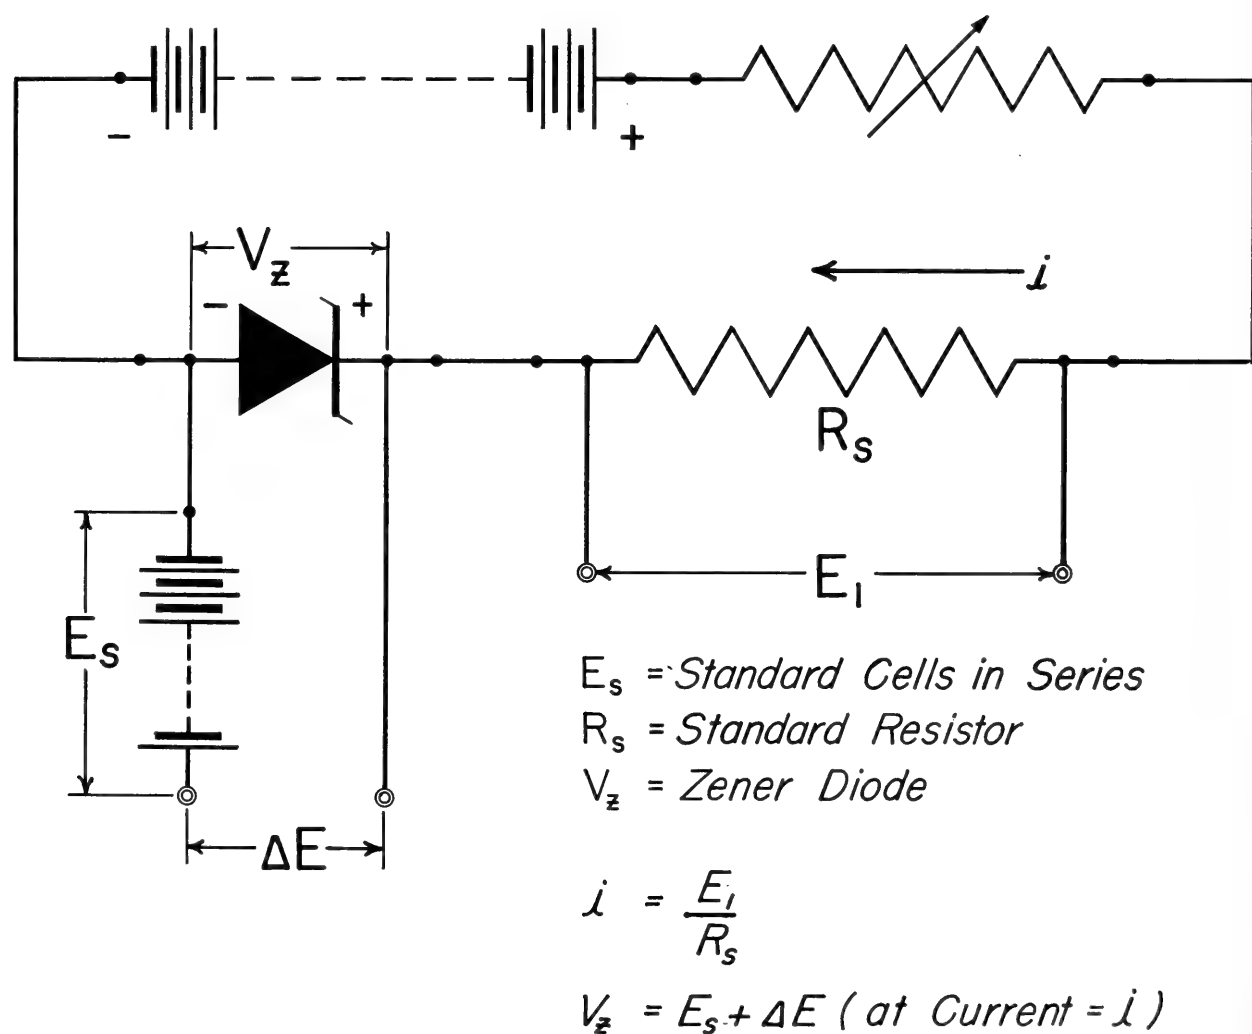 - +
V_z
- +
i
R_s
E_s
E_1
E_s = Standard Cells in Series
R_s = Standard Resistor
V_z = Zener Diode
ΔE
i = E_1 / R_s
V_z = E_s + ΔE ( at Current = i )